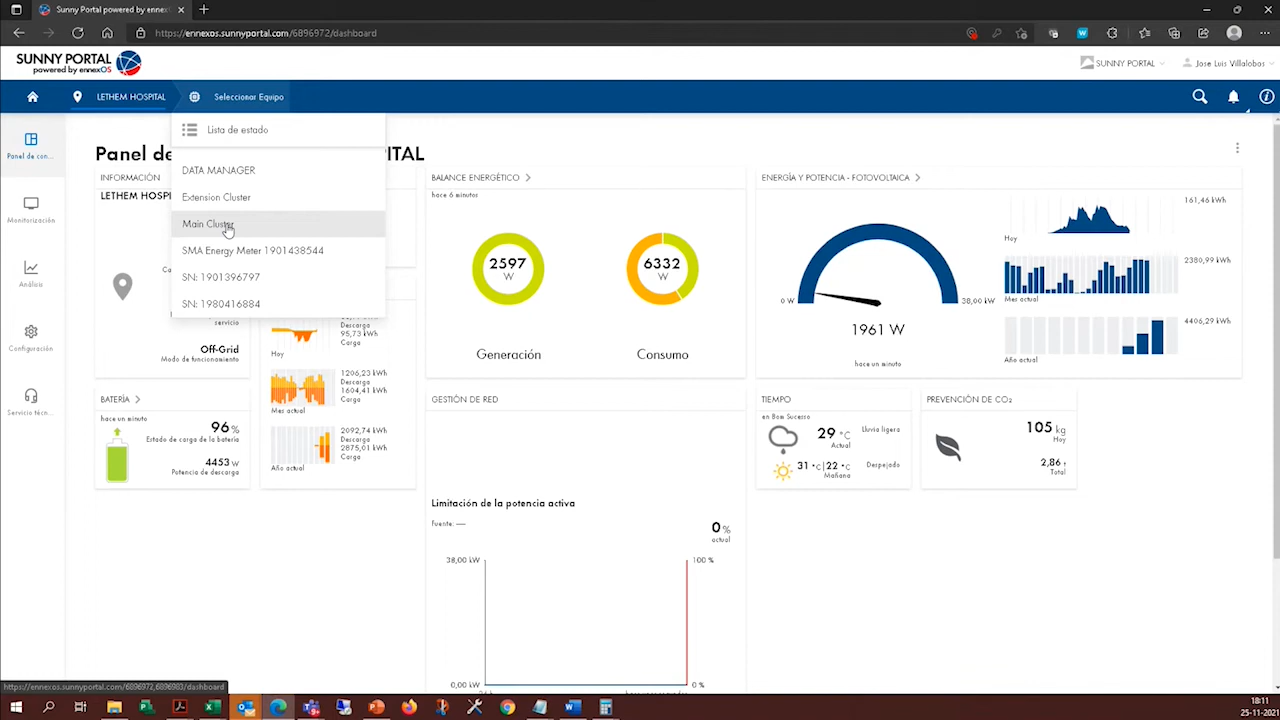 Sunny Portal powered by ennexOS
https://ennexos.sunnyportal.com/6896972/dashboard
SUNNY PORTAL
powered by ennexOS
SUNNY PORTAL
Jose Luis Villalobos
LETHEM HOSPITAL
Seleccionar Equipo
Lista de estado
DATA MANAGER
Extension Cluster
Main Cluster
SMA Energy Meter 1901438544
SN: 1901396797
SN: 1980416884
Panel de con...
Monitorización
Análisis
Configuración
Servicio técn...
Panel de
ITAL
INFORMACIÓN
LETHEM HOSPI
servicio
Off-Grid
Modo de funcionamiento
Descarga
95,73 kWh
Carga
Hoy
1206,23 kWh
Descarga
1604,41 kWh
Carga
Mes actual
2092,74 kWh
Descarga
2875,01 kWh
Carga
Año actual
BATERÍA
hace un minuto
96 %
Estado de carga de la batería
4453 W
Potencia de descarga
BALANCE ENERGÉTICO
hace 6 minutos
2597
W
Generación
6332
W
Consumo
ENERGÍA Y POTENCIA - FOTOVOLTAICA
0 W
38,00 kW
1961 W
hace un minuto
161,46 kWh
Hoy
2380,99 kWh
Mes actual
4406,29 kWh
Año actual
GESTIÓN DE RED
Limitación de la potencia activa
Fuente: —
0 %
actual
38,00 kW
100 %
0,00 kW
0 %
TIEMPO
en Bom Sucesso
29 °C
Actual
Lluvia ligera
31 °C | 22 °C
Mañana
Despejado
PREVENCIÓN DE CO₂
105 kg
Hoy
2,86 t
Total
https://ennexos.sunnyportal.com/6896972,6896983/dashboard
18:11
25-11-2021